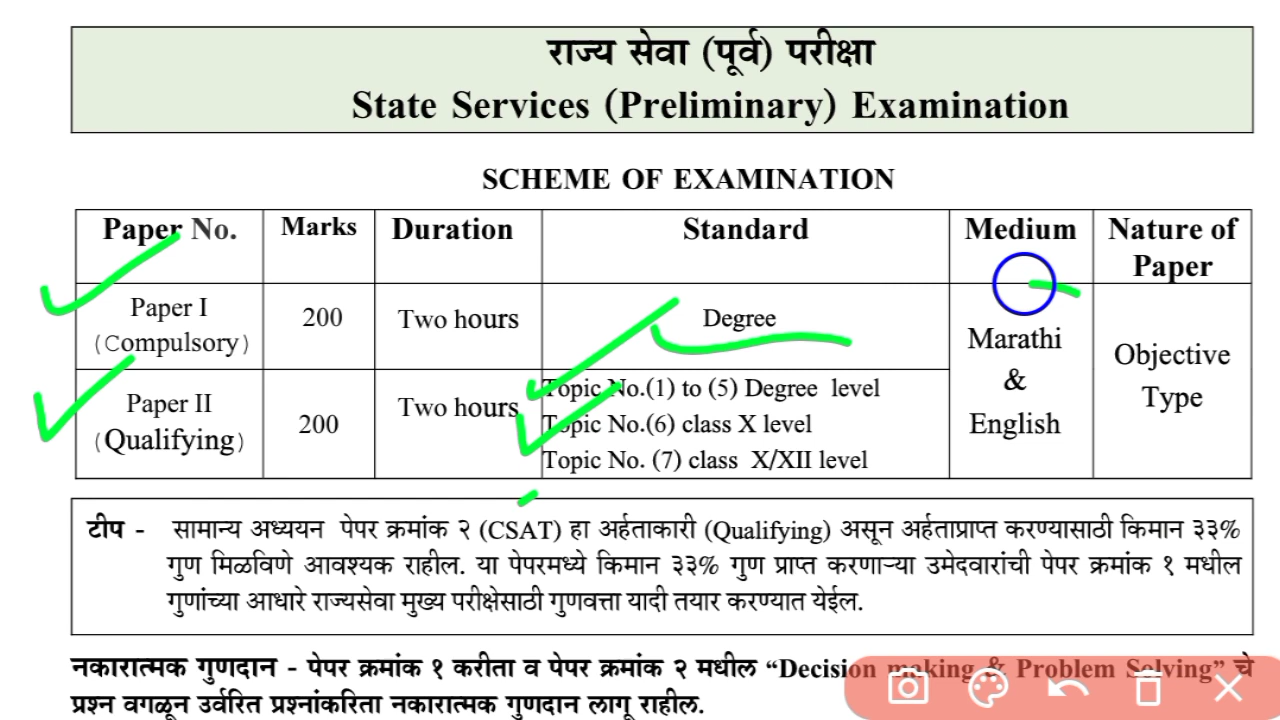 राज्य सेवा (पूर्व) परीक्षा
State Services (Preliminary) Examination
SCHEME OF EXAMINATION
Paper No. Marks Duration Standard Medium Nature of Paper
Paper I (Compulsory) 200 Two hours Degree Marathi & English Objective Type
Paper II (Qualifying) 200 Two hours Topic No.(1) to (5) Degree level
Topic No.(6) class X level
Topic No. (7) class X/XII level
टीप - सामान्य अध्ययन पेपर क्रमांक २ (CSAT) हा अर्हताकारी (Qualifying) असून अर्हताप्राप्त करण्यासाठी किमान ३३%
गुण मिळविणे आवश्यक राहील. या पेपरमध्ये किमान ३३% गुण प्राप्त करणाऱ्या उमेदवारांची पेपर क्रमांक १ मधील
गुणांच्या आधारे राज्यसेवा मुख्य परीक्षेसाठी गुणवत्ता यादी तयार करण्यात येईल.
नकारात्मक गुणदान - पेपर क्रमांक १ करीता व पेपर क्रमांक २ मधील “Decision making & Problem Solving” चे
प्रश्न वगळून उर्वरित प्रश्नांकरिता नकारात्मक गुणदान लागू राहील.